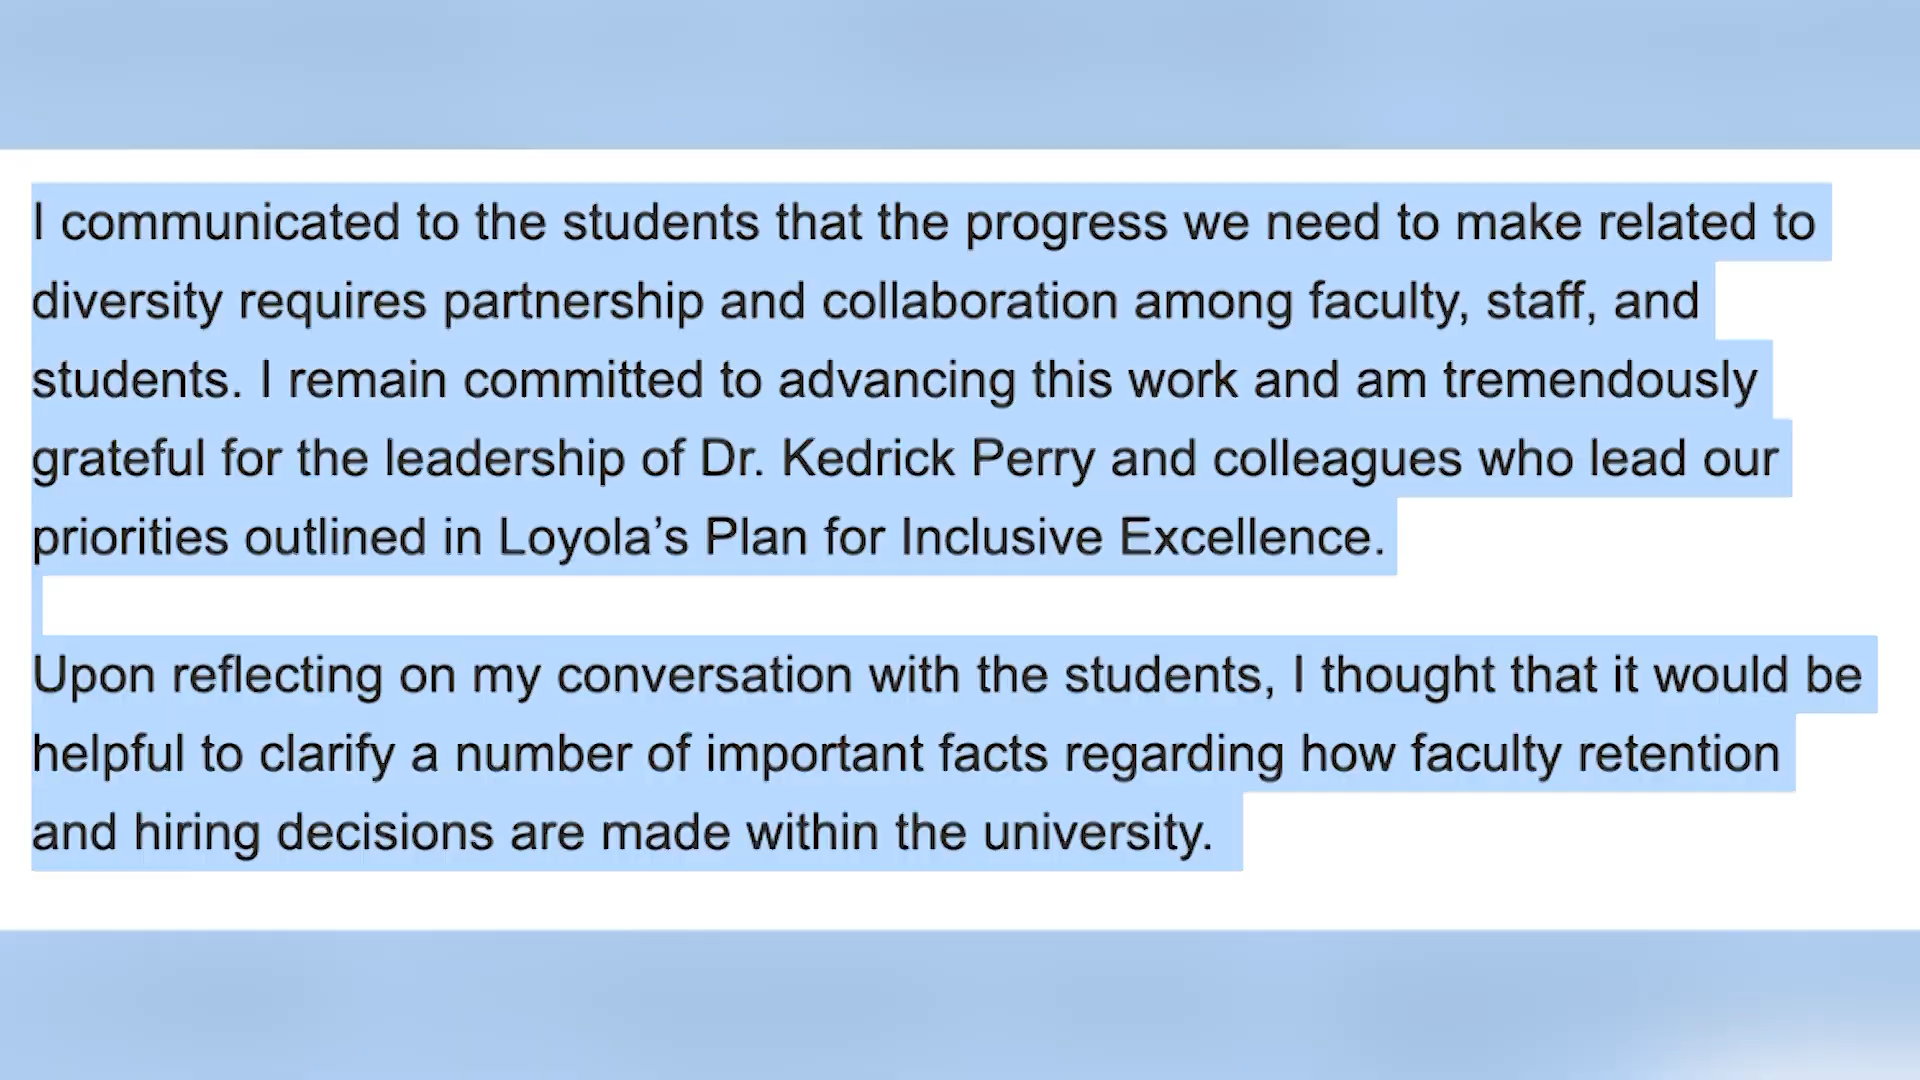 I communicated to the students that the progress we need to make related to
diversity requires partnership and collaboration among faculty, staff, and
students. I remain committed to advancing this work and am tremendously
grateful for the leadership of Dr. Kedrick Perry and colleagues who lead our
priorities outlined in Loyola’s Plan for Inclusive Excellence.
Upon reflecting on my conversation with the students, I thought that it would be
helpful to clarify a number of important facts regarding how faculty retention
and hiring decisions are made within the university.